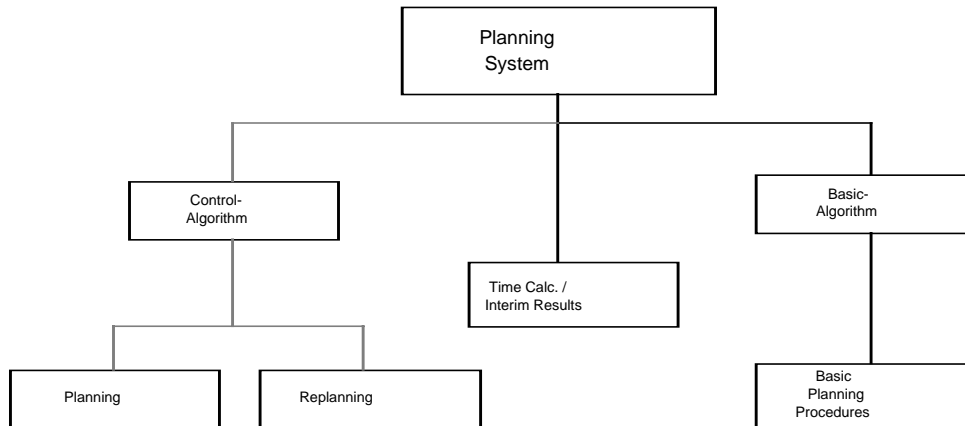 Planning
System
Control-
Algorithm
Basic-
Algorithm
Time Calc. /
Interim Results
Planning
Replanning
Basic
Planning
Procedures